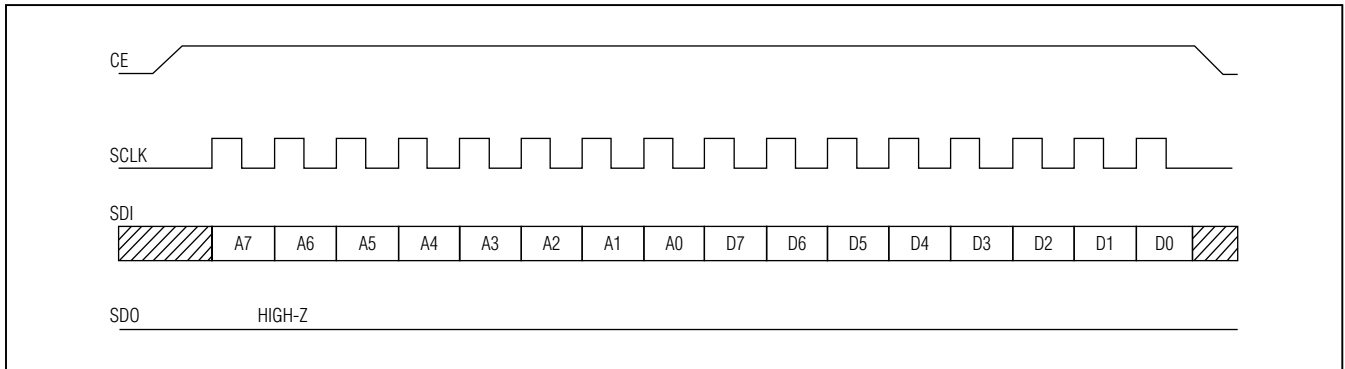 CE
SCLK
SDI
A7 A6 A5 A4 A3 A2 A1 A0 D7 D6 D5 D4 D3 D2 D1 D0
SDO HIGH-Z